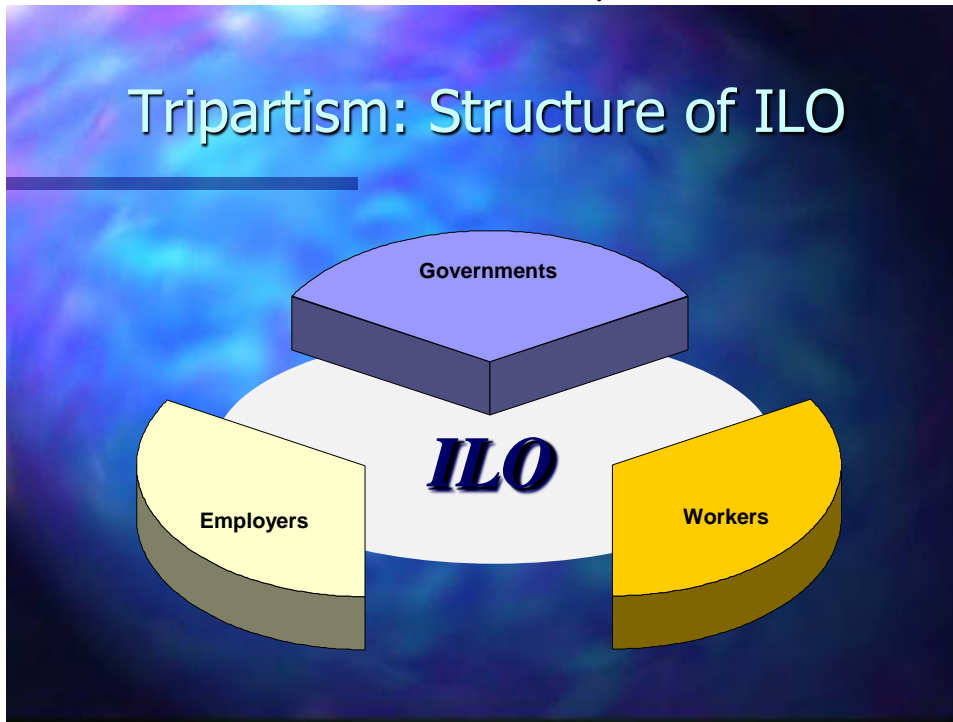 Tripartism: Structure of ILO
Governments
ILO
Employers
Workers